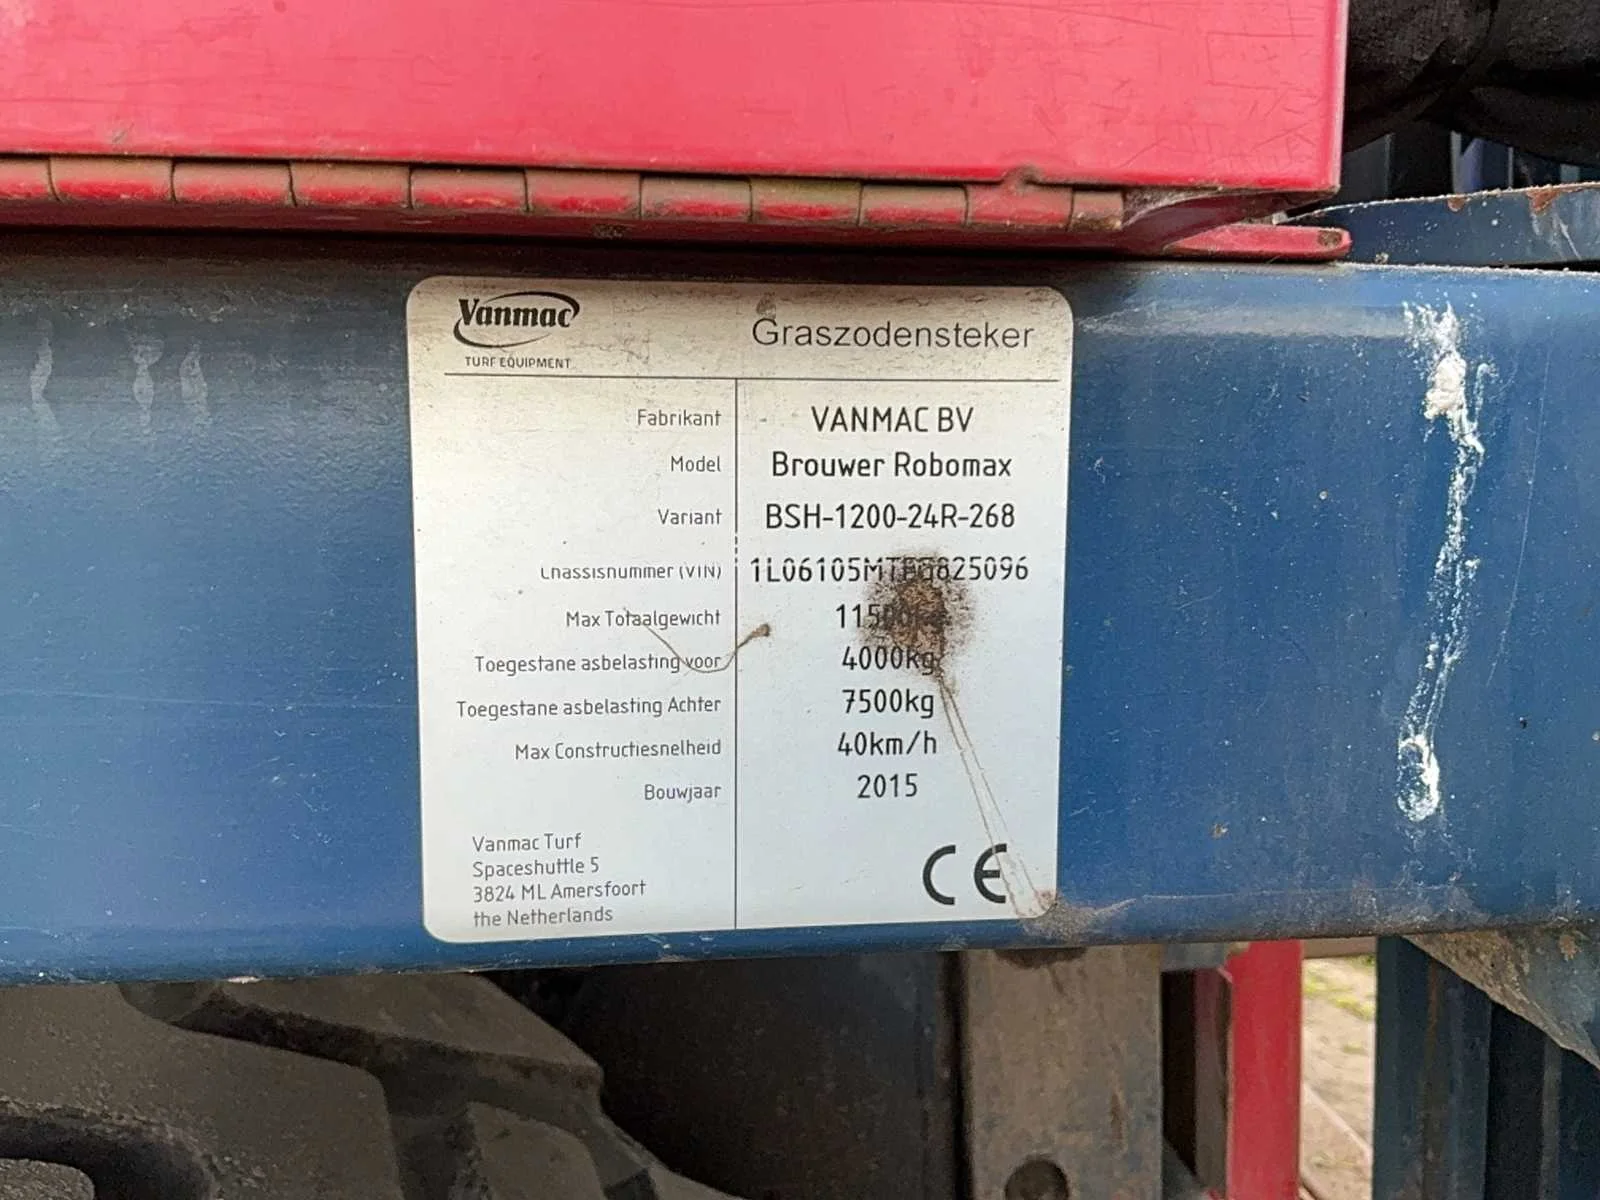 Vanmac
TURF EQUIPMENT
Graszodensteker
Fabrikant VANMAC BV
Model Brouwer Robomax
Variant BSH-1200-24R-268
Chassisnummer (VIN)
Max Totaalgewicht
Toegestane asbelasting voor 4000kg
Toegestane asbelasting Achter 7500kg
Max Constructiesnelheid 40km/h
Bouwjaar 2015
Vanmac Turf
Spaceshuttle 5
3824 ML Amersfoort
the Netherlands
CE